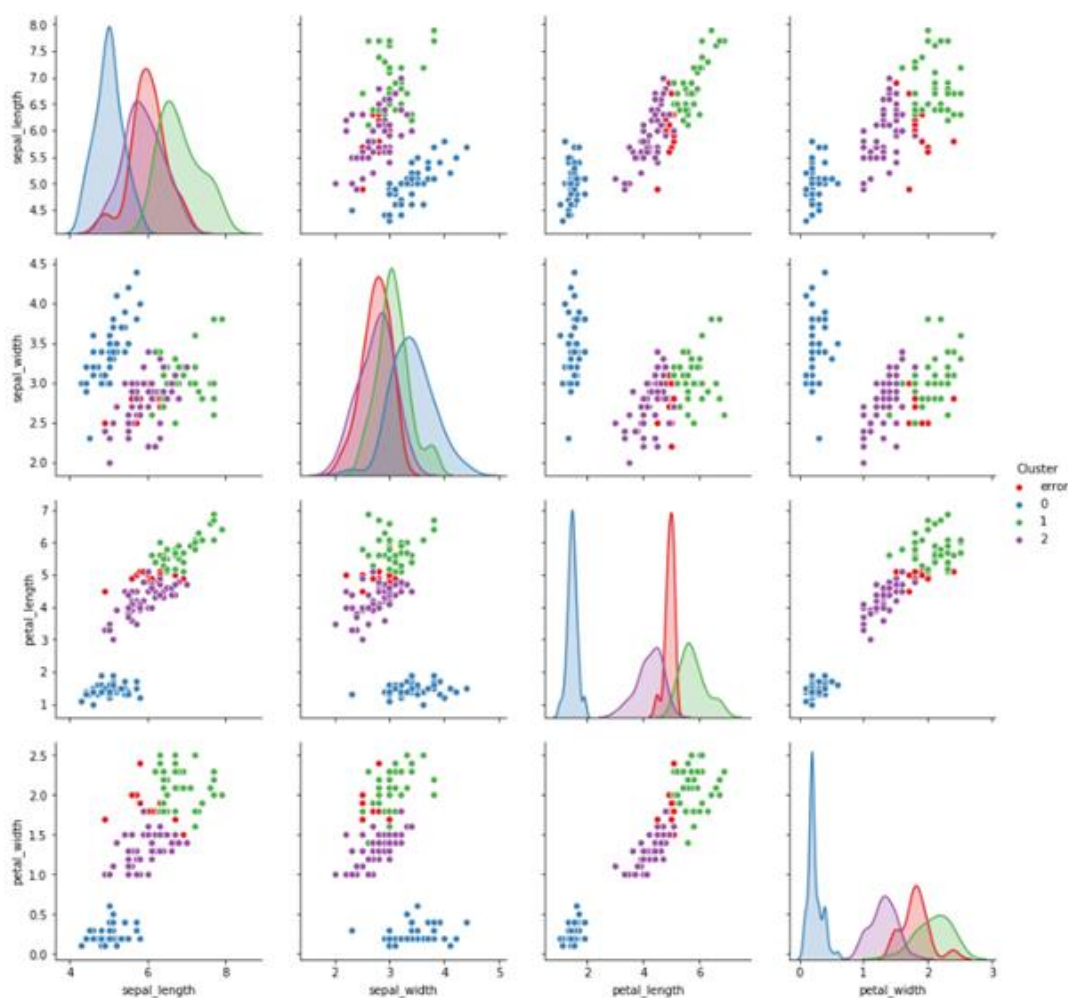 8.0
7.5
7.0
6.5
6.0
5.5
5.0
4.5
sepal_length
4.5
4.0
3.5
3.0
2.5
2.0
sepal_width
Cluster
error
0
1
2
7
6
5
4
3
2
1
petal_length
2.5
2.0
1.5
1.0
0.5
0.0
petal_width
4 6 8
2 3 4 5
2 4 6
0 1 2 3
sepal_length sepal_width petal_length petal_width